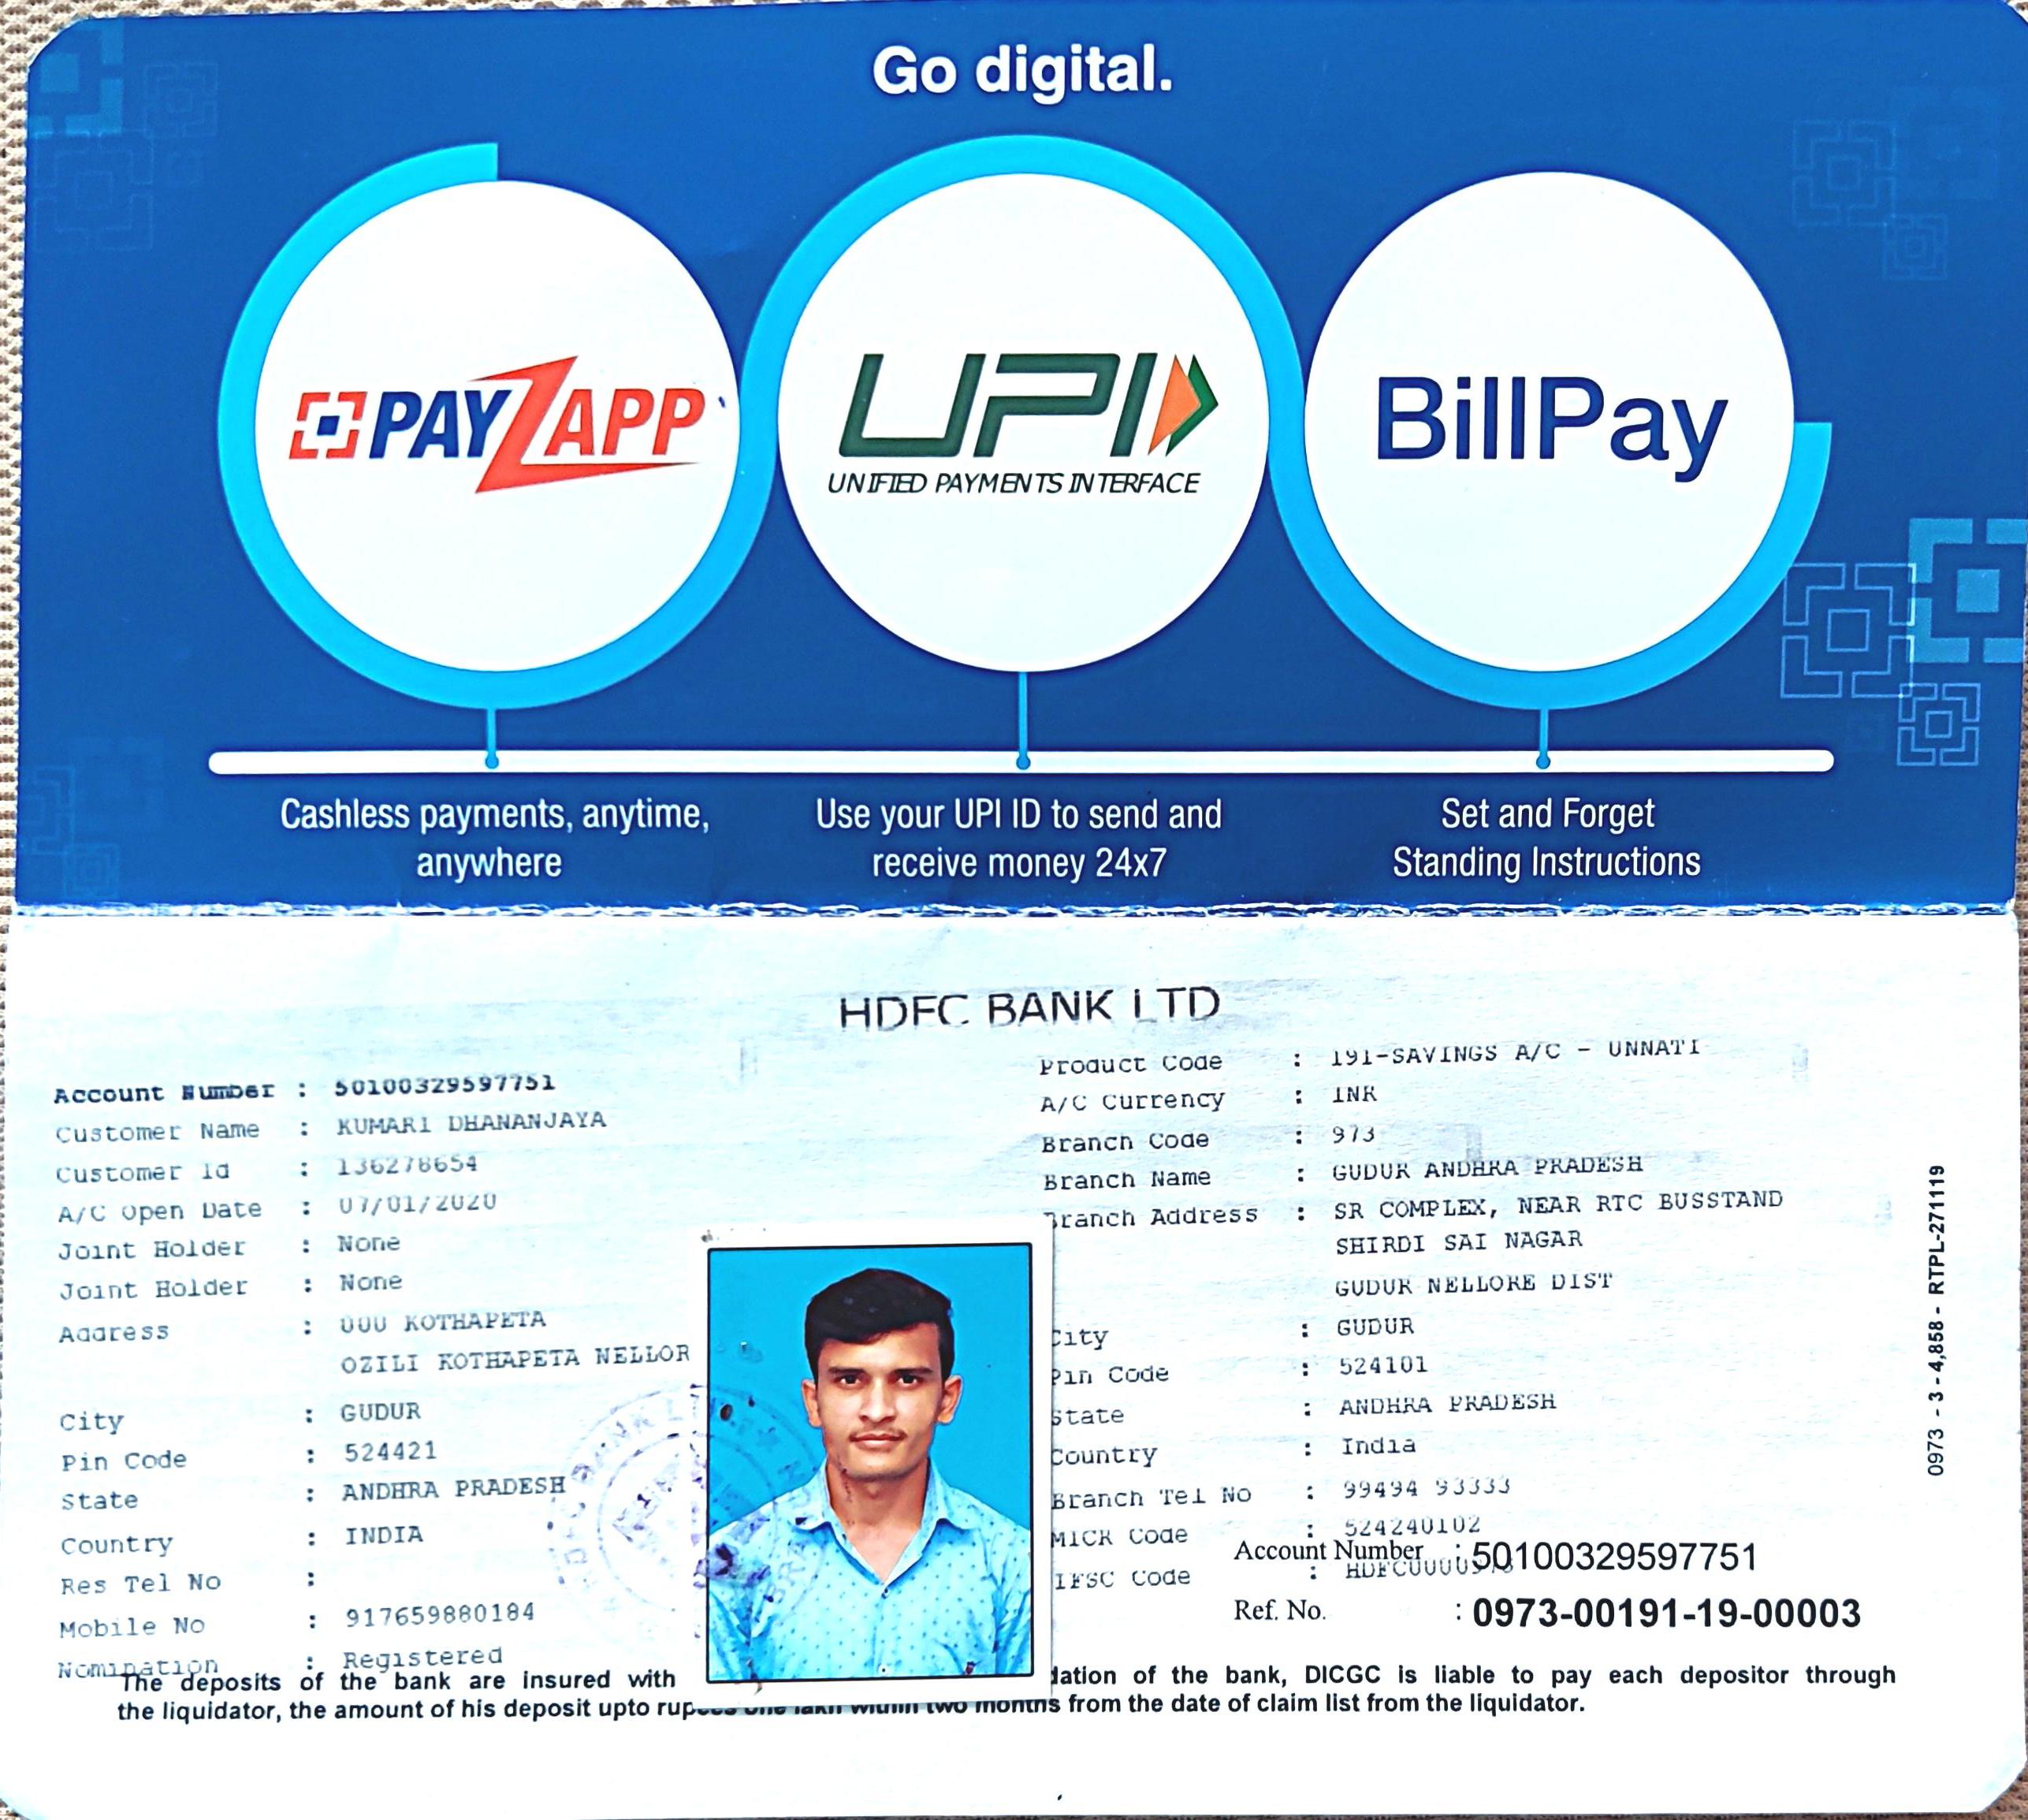 Go digital.
PAYZAPP
UPI
UNIFIED PAYMENTS INTERFACE
BillPay
Cashless payments, anytime,
anywhere
Use your UPI ID to send and
receive money 24x7
Set and Forget
Standing Instructions
HDFC BANK LTD
Account Number : 50100329597751
Customer Name : KUMARI DHANANJAYA
Customer Id : 136278654
A/C Open Date : 07/01/2020
Joint Holder : None
Joint Holder : None
Address : 000 KOTHAPETA
OZILI KOTHAPETA NELLOR
City : GUDUR
Pin Code : 524421
State : ANDHRA PRADESH
Country : INDIA
Res Tel No :
Mobile No : 917659880184
Nomination : Registered
Product Code : 191-SAVINGS A/C - UNNATI
A/C Currency : INR
Branch Code : 973
Branch Name : GUDUR ANDHRA PRADESH
Branch Address : SR COMPLEX, NEAR RTC BUSSTAND
SHIRDI SAI NAGAR
GUDUR NELLORE DIST
City : GUDUR
Pin Code : 524101
State : ANDHRA PRADESH
Country : India
Branch Tel No : 99494 93333
MICR Code : 524240102
IFSC Code :
Account Number : 50100329597751
Ref. No. : 0973-00191-19-00003
The deposits of the bank are insured with
dation of the bank, DICGC is liable to pay each depositor through
the liquidator, the amount of his deposit upto rupees one lakh within two months from the date of claim list from the liquidator.
0973 - 3 - 4,858 - RTPL-271119